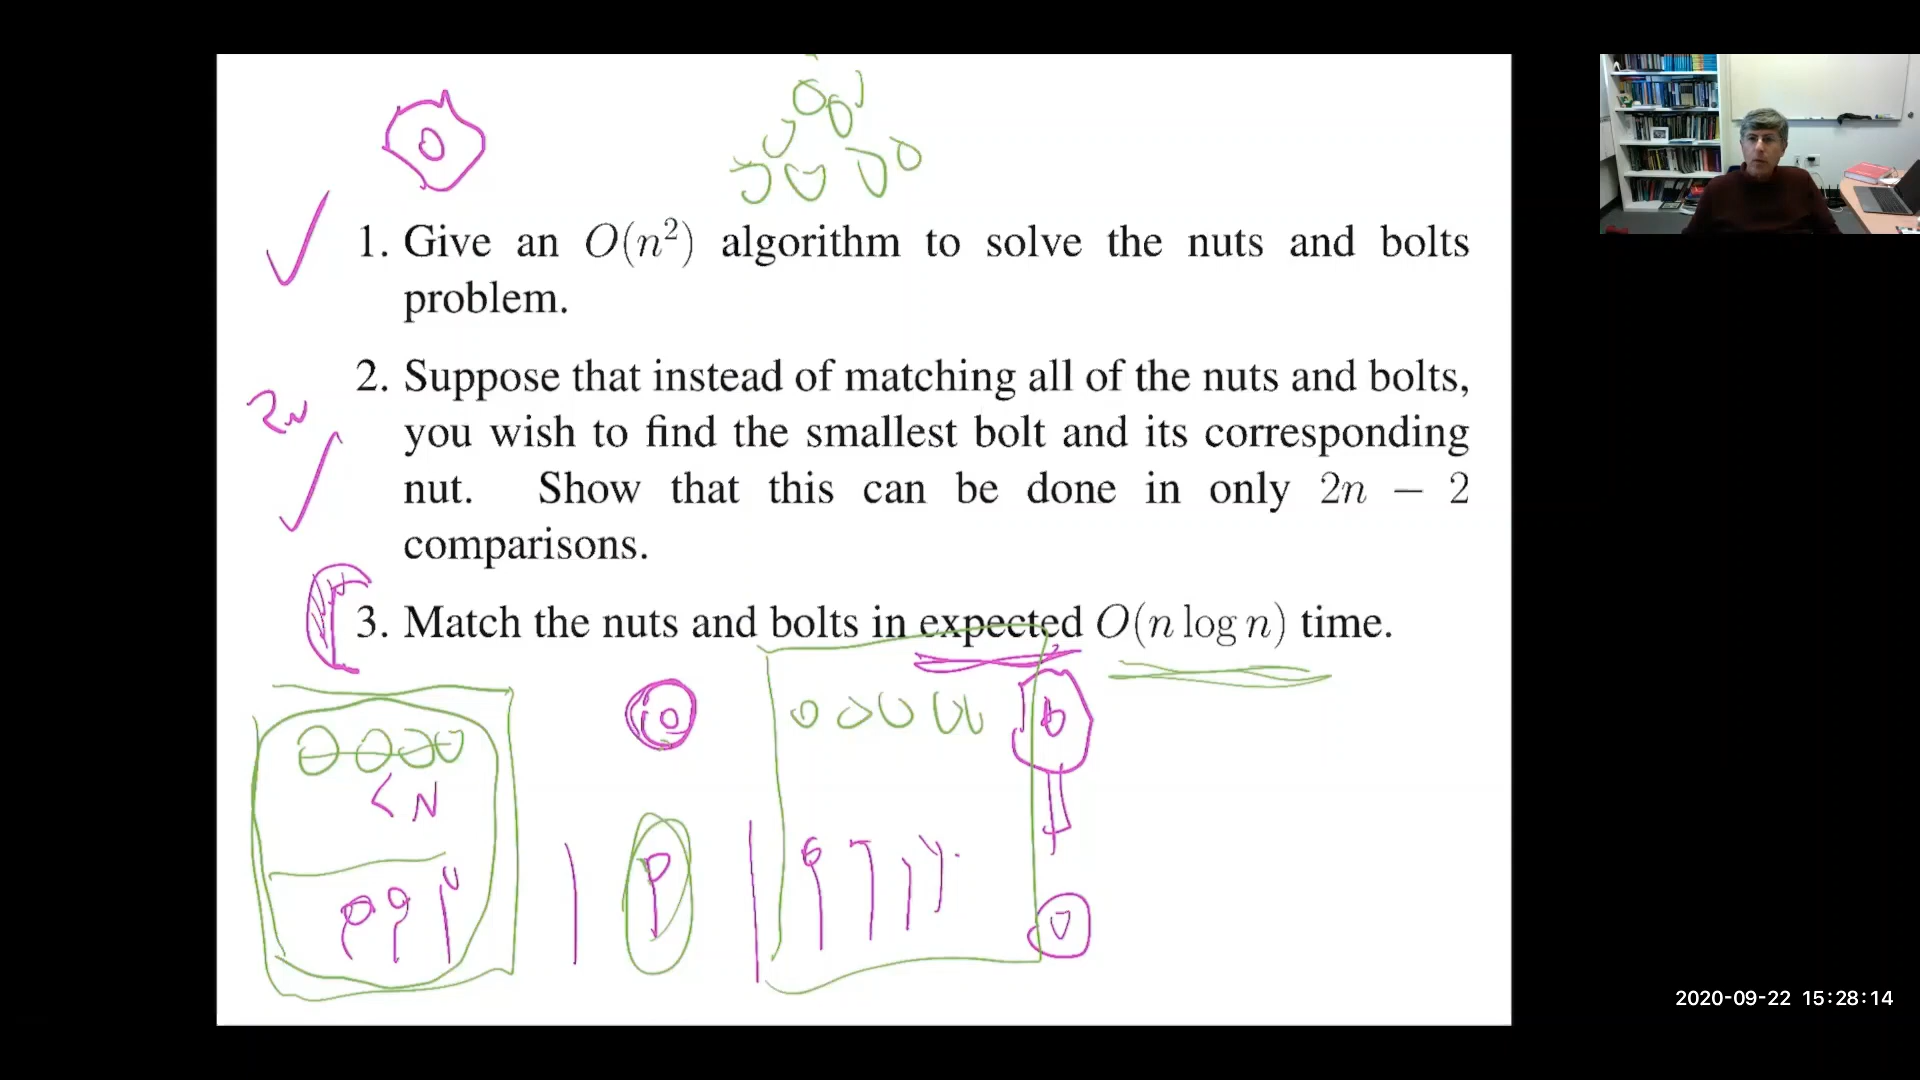 1. Give an O(n²) algorithm to solve the nuts and bolts
problem.
2n
2. Suppose that instead of matching all of the nuts and bolts,
you wish to find the smallest bolt and its corresponding
nut. Show that this can be done in only 2n − 2
comparisons.
3. Match the nuts and bolts in expected O(n log n) time.
< N
2020-09-22 15:28:14